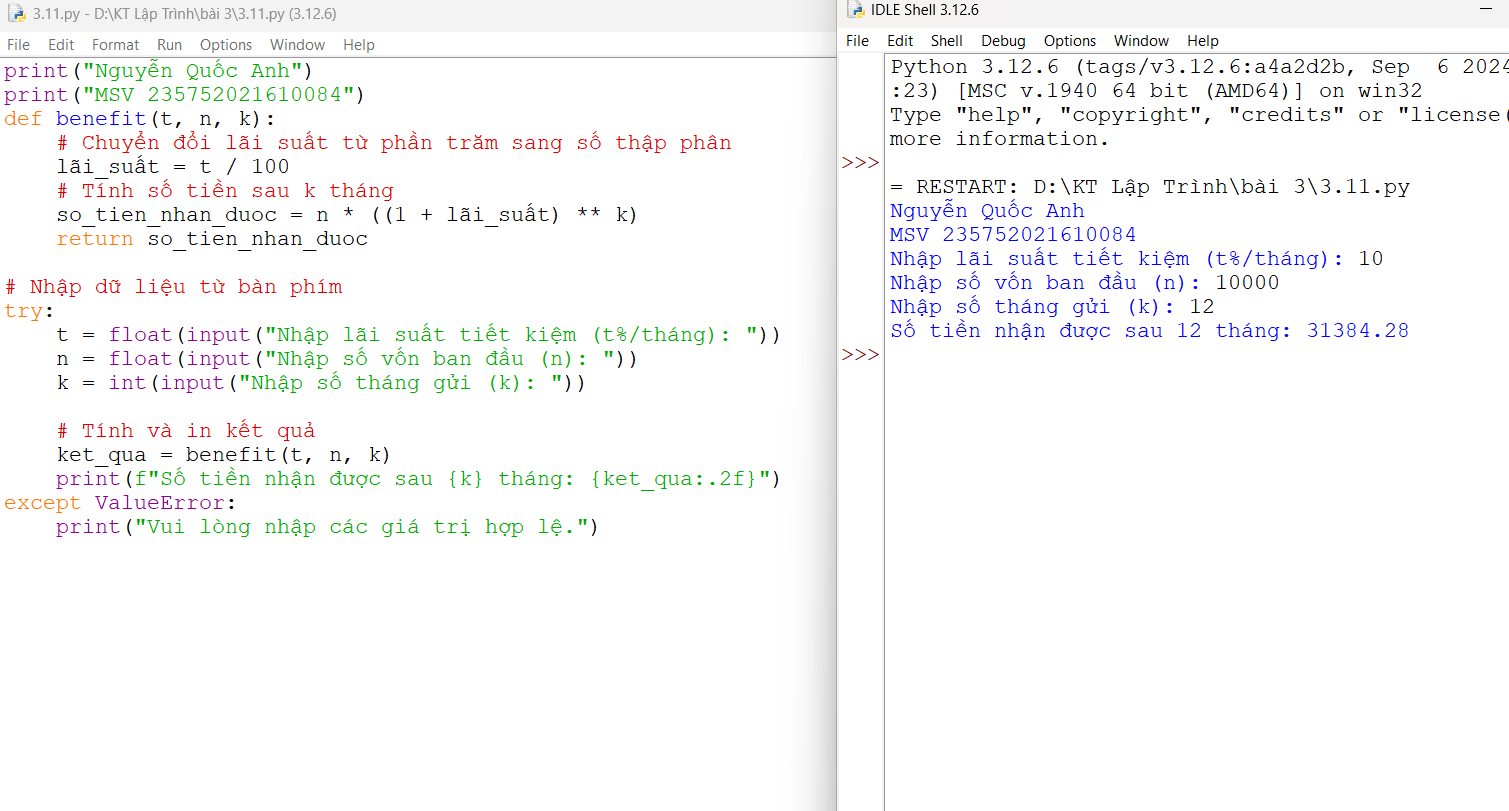 3.11.py - D:\KT Lập Trình\bài 3\3.11.py (3.12.6)
File Edit Format Run Options Window Help
print("Nguyễn Quốc Anh")
print("MSV 235752021610084")
def benefit(t, n, k):
    # Chuyển đổi lãi suất từ phần trăm sang số thập phân
    lãi_suất = t / 100
    # Tính số tiền sau k tháng
    so_tien_nhan_duoc = n * ((1 + lãi_suất) ** k)
    return so_tien_nhan_duoc
# Nhập dữ liệu từ bàn phím
try:
    t = float(input("Nhập lãi suất tiết kiệm (t%/tháng): "))
    n = float(input("Nhập số vốn ban đầu (n): "))
    k = int(input("Nhập số tháng gửi (k): "))
    # Tính và in kết quả
    ket_qua = benefit(t, n, k)
    print(f"Số tiền nhận được sau {k} tháng: {ket_qua:.2f}")
except ValueError:
    print("Vui lòng nhập các giá trị hợp lệ.")
IDLE Shell 3.12.6
File Edit Shell Debug Options Window Help
Python 3.12.6 (tags/v3.12.6:a4a2d2b, Sep  6 2024
:23) [MSC v.1940 64 bit (AMD64)] on win32
Type "help", "copyright", "credits" or "license(
more information.
>>>
= RESTART: D:\KT Lập Trình\bài 3\3.11.py
Nguyễn Quốc Anh
MSV 235752021610084
Nhập lãi suất tiết kiệm (t%/tháng): 10
Nhập số vốn ban đầu (n): 10000
Nhập số tháng gửi (k): 12
Số tiền nhận được sau 12 tháng: 31384.28
>>>